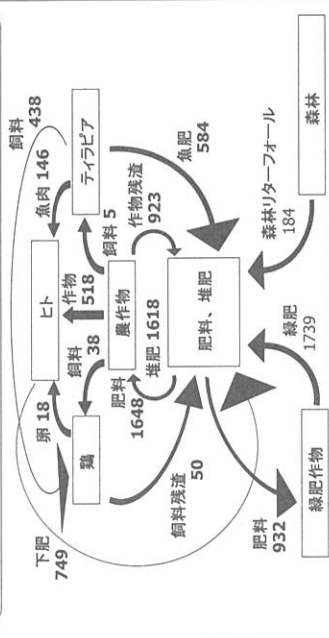 飼料
438
魚肉 146
ティラピア
魚肥
584
ヒト
作物
518
飼料 5
作物残渣
923
飼料
38
農作物
卵 18
鶏
肥料
1648
堆肥 1618
肥料、堆肥
下肥
749
飼料残渣
50
森林リターフォール
184
森林
緑肥
1739
肥料
932
緑肥作物